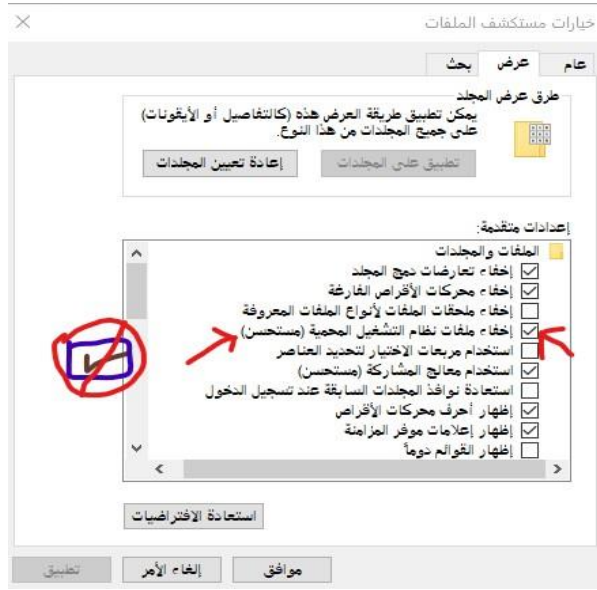 خيارات مستكشف الملفات
عام
عرض
بحث
طرق عرض المجلد
يمكن تطبيق طريقة العرض هذه (كالتفاصيل أو الأيقونات)
على جميع المجلدات من هذا النوع.
تطبيق على المجلدات
إعادة تعيين المجلدات
إعدادات متقدمة:
الملفات والمجلدات
إخفاء تعارضات دمج المجلد
إخفاء محركات الأقراص الفارغة
إخفاء ملحقات الملفات لأنواع الملفات المعروفة
إخفاء ملفات نظام التشغيل المحمية (مستحسن)
استخدام مربعات الاختيار لتحديد العناصر
استخدام معالج المشاركة (مستحسن)
استعادة نوافذ المجلدات السابقة عند تسجيل الدخول
إظهار أحرف محركات الأقراص
إظهار إعلامات موفر المزامنة
إظهار القوائم دوماً
استعادة الافتراضيات
موافق
إلغاء الأمر
تطبيق